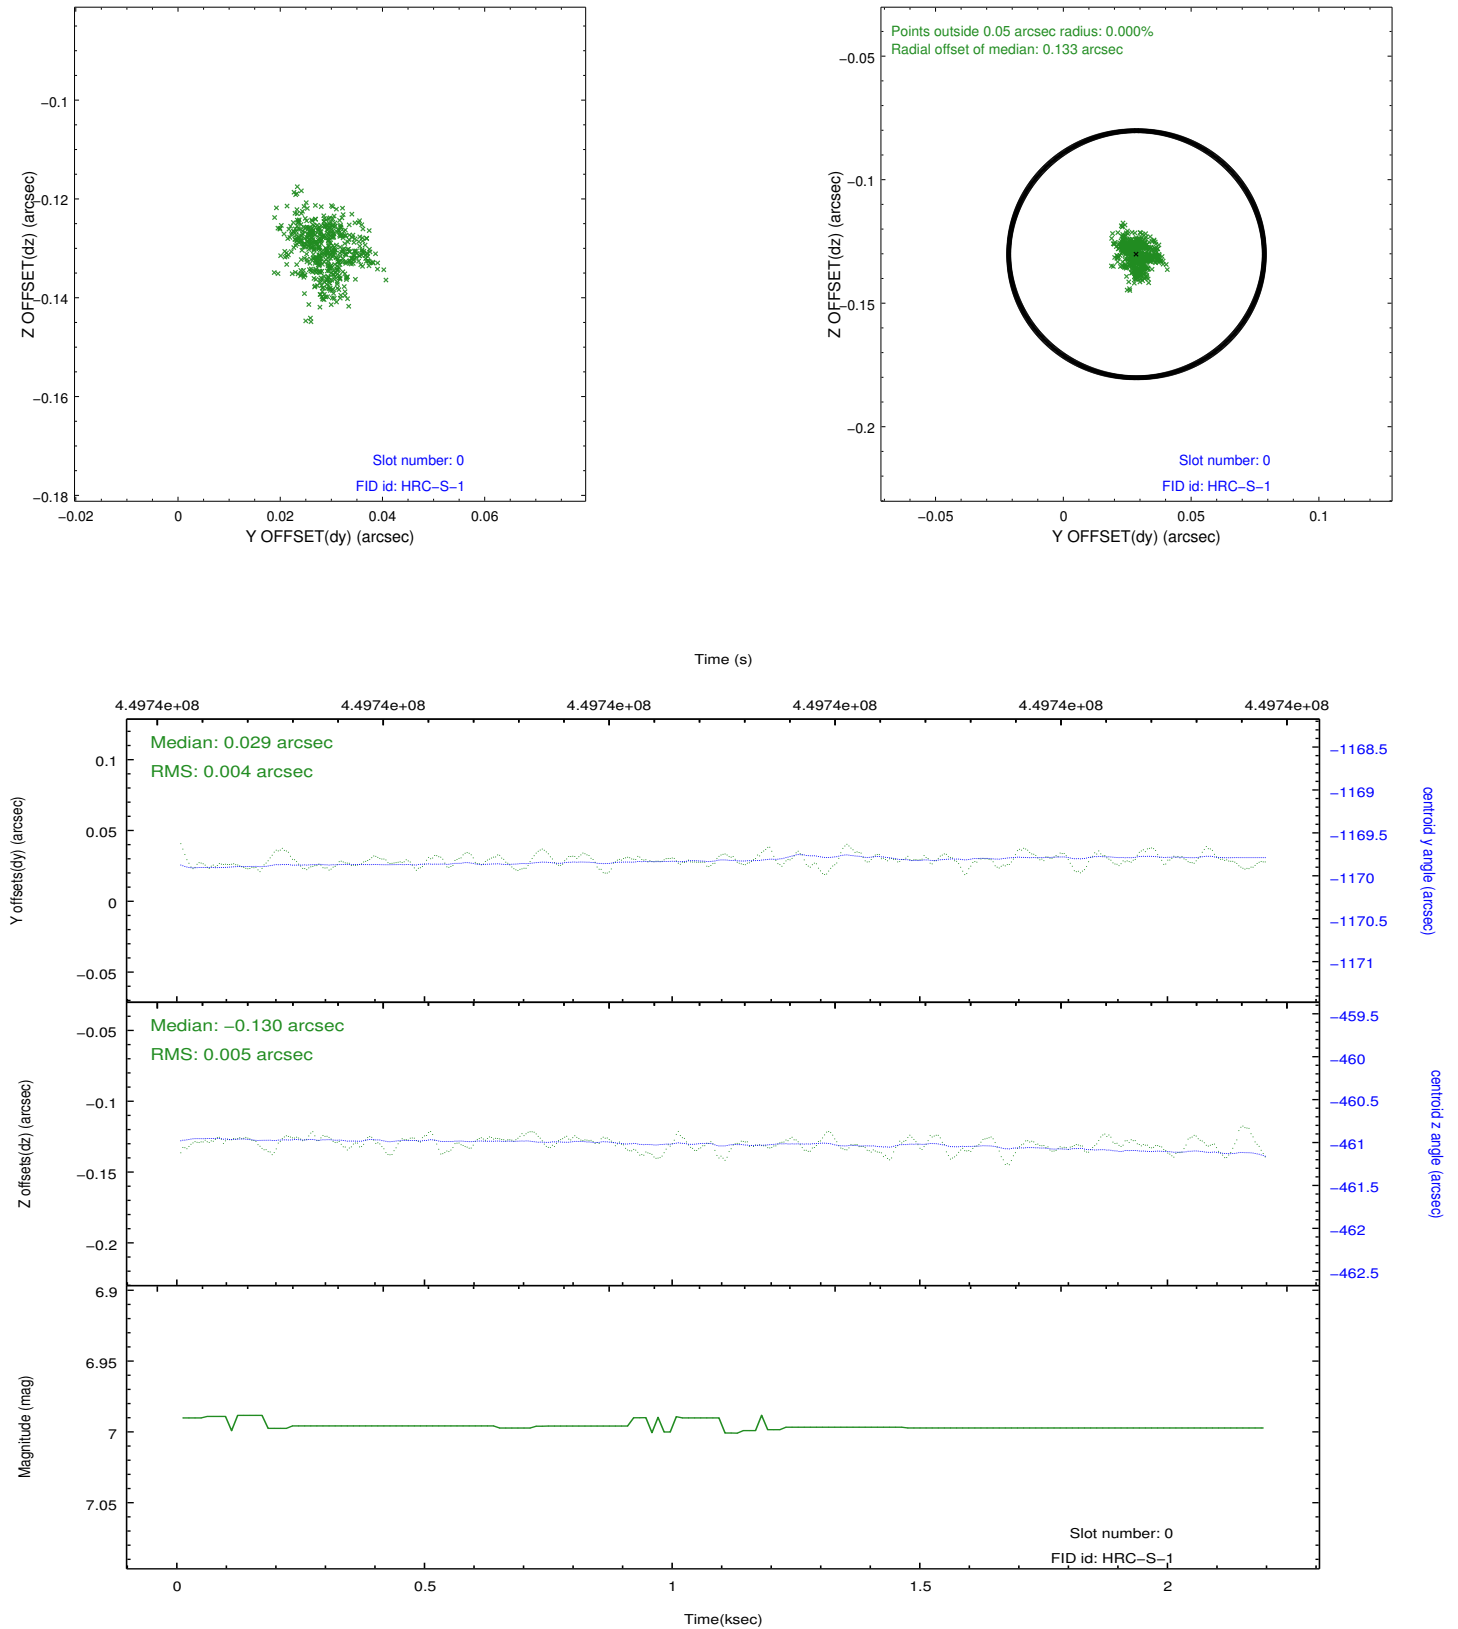 Points outside 0.05 arcsec radius: 0.000%
Radial offset of median: 0.133 arcsec
−0.1
−0.12
−0.14
−0.16
−0.18
Z OFFSET(dz) (arcsec)
Slot number: 0
FID id: HRC−S−1
−0.02 0 0.02 0.04 0.06
Y OFFSET(dy) (arcsec)
−0.05
−0.1
−0.15
−0.2
Z OFFSET(dz) (arcsec)
Slot number: 0
FID id: HRC−S−1
−0.05 0 0.05 0.1
Y OFFSET(dy) (arcsec)
Time (s)
4.4974e+08 4.4974e+08 4.4974e+08 4.4974e+08 4.4974e+08 4.4974e+08
Median: 0.029 arcsec
RMS: 0.004 arcsec
0.1
0.05
0
−0.05
Y offsets(dy) (arcsec)
−1168.5
−1169
−1169.5
−1170
−1170.5
−1171
centroid y angle (arcsec)
Median: −0.130 arcsec
RMS: 0.005 arcsec
−0.05
−0.1
−0.15
−0.2
Z offsets(dz) (arcsec)
−459.5
−460
−460.5
−461
−461.5
−462
−462.5
centroid z angle (arcsec)
6.9
6.95
7
7.05
Magnitude (mag)
Slot number: 0
FID id: HRC−S−1
0 0.5 1 1.5 2
Time(ksec)